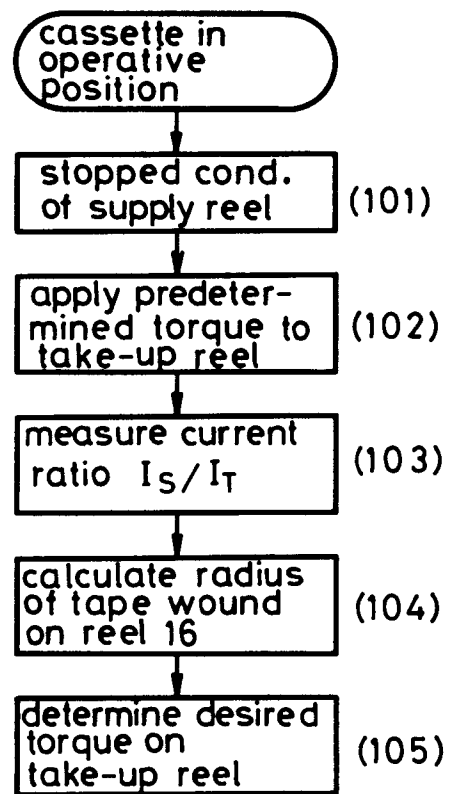 cassette in
operative
position
stopped cond.
of supply reel
(101)
apply predeter-
mined torque to
take-up reel
(102)
measure current
ratio IS/IT
(103)
calculate radius
of tape wound
on reel 16
(104)
determine desired
torque on
take-up reel
(105)